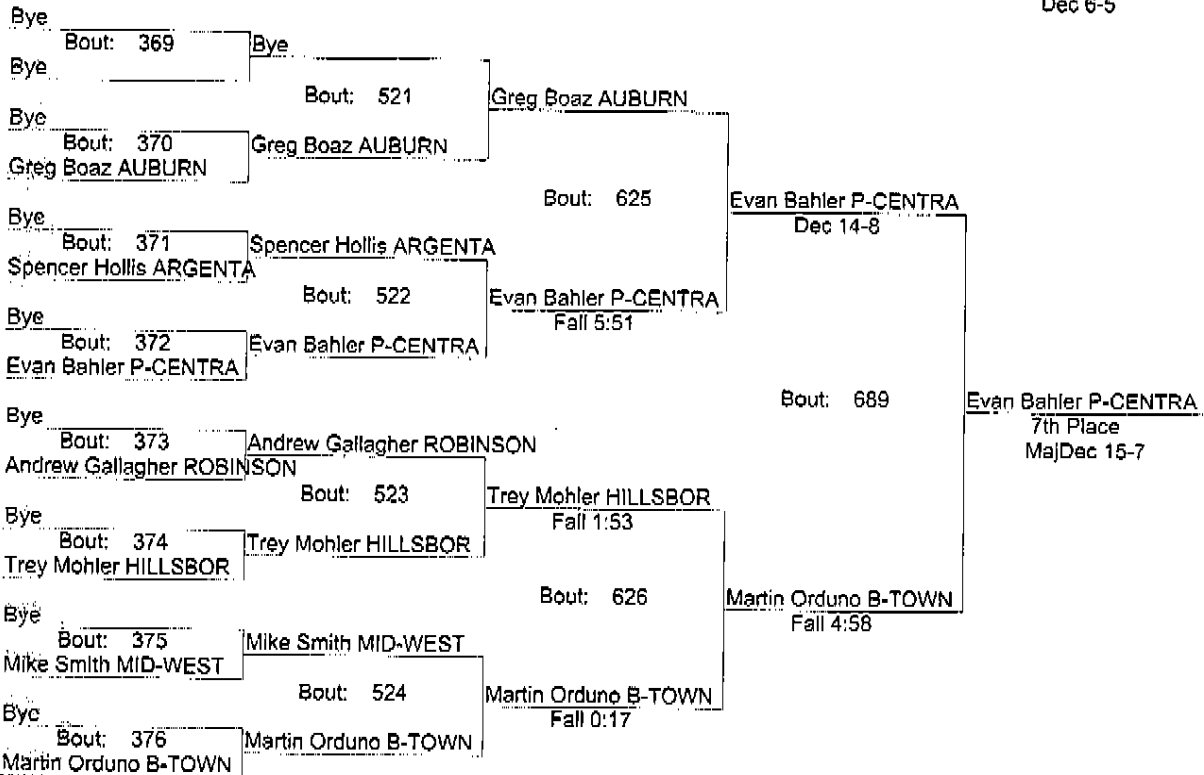 Dec 6-5
Bye
Bout: 369 Bye
Bye
Bout: 521 Greg Boaz AUBURN
Bye
Bout: 370 Greg Boaz AUBURN
Greg Boaz AUBURN
Bout: 625 Evan Bahler P-CENTRA
Dec 14-8
Bye
Bout: 371 Spencer Hollis ARGENTA
Spencer Hollis ARGENTA
Bout: 522 Evan Bahler P-CENTRA
Fall 5:51
Bye
Bout: 372 Evan Bahler P-CENTRA
Evan Bahler P-CENTRA
Bout: 689 Evan Bahler P-CENTRA
7th Place
MajDec 15-7
Bye
Bout: 373 Andrew Gallagher ROBINSON
Andrew Gallagher ROBINSON
Bout: 523 Trey Mohler HILLSBOR
Fall 1:53
Bye
Bout: 374 Trey Mohler HILLSBOR
Trey Mohler HILLSBOR
Bout: 626 Martin Orduno B-TOWN
Fall 4:58
Bye
Bout: 375 Mike Smith MID-WEST
Mike Smith MID-WEST
Bout: 524 Martin Orduno B-TOWN
Fall 0:17
Bye
Bout: 376 Martin Orduno B-TOWN
Martin Orduno B-TOWN